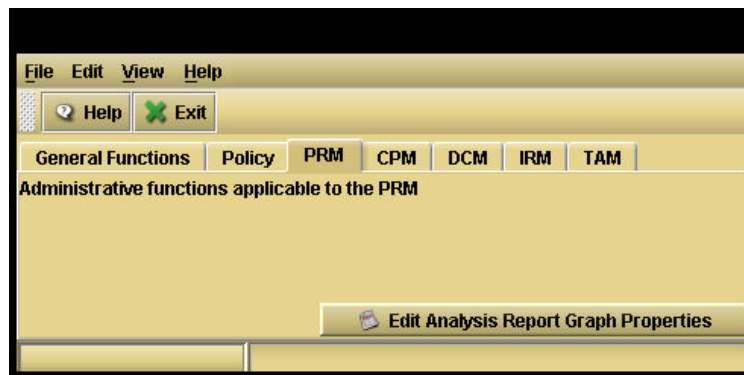 File Edit View Help
Help Exit
General Functions Policy PRM CPM DCM IRM TAM
Administrative functions applicable to the PRM
Edit Analysis Report Graph Properties